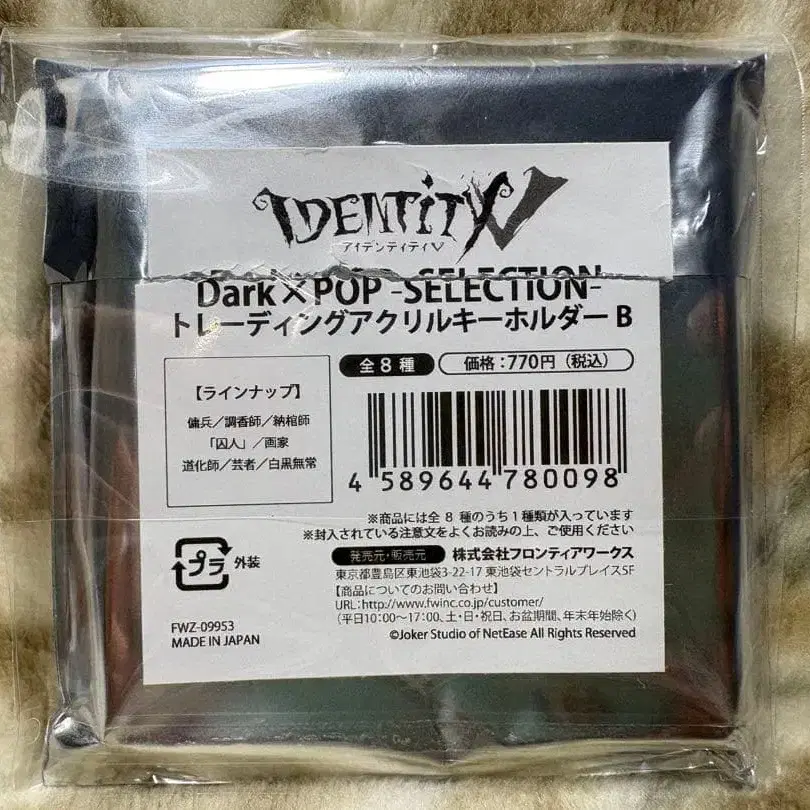 IDENTITY V
アイデンティティV
Dark×POP -SELECTION-
トレーディングアクリルキーホルダー B
全8種 価格:770円(税込)
【ラインナップ】
傭兵/調香師/納棺師
「囚人」/画家
道化師/芸者/白黒無常
4 589644 780098
※商品には全 8 種のうち1種類が入っています
※封入されている注意文をよくお読みの上、ご使用ください
プラ 外装
発売元・販売元 株式会社フロンティアワークス
東京都豊島区東池袋3-22-17 東池袋セントラルプレイス5F
【商品についてのお問い合わせ】
URL:http://www.fwinc.co.jp/customer/
(平日10:00～17:00、土・日・祝日、お盆期間、年末年始除く)
©Joker Studio of NetEase All Rights Reserved
FWZ-09953
MADE IN JAPAN